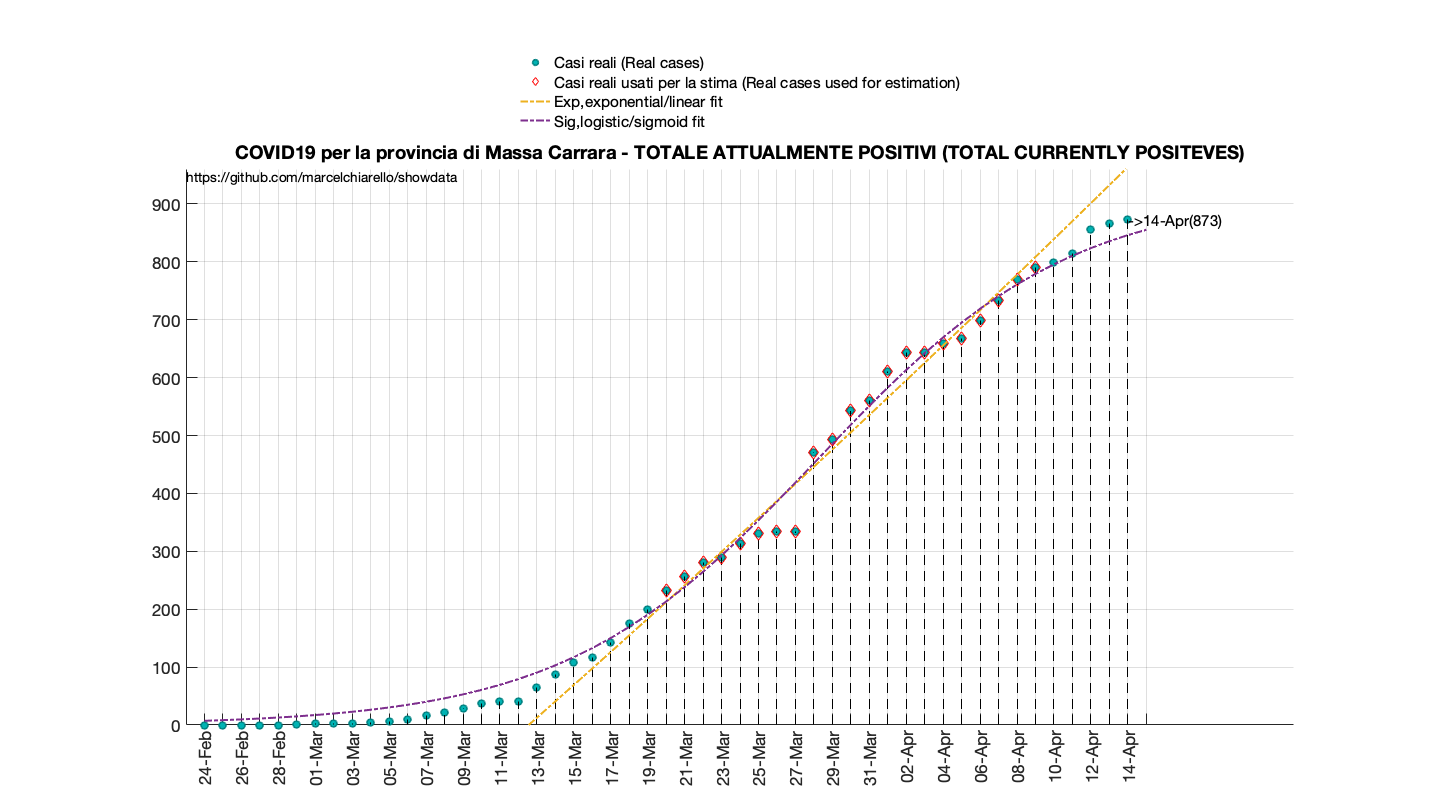 Casi reali (Real cases)
Casi reali usati per la stima (Real cases used for estimation)
Exp,exponential/linear fit
Sig,logistic/sigmoid fit
COVID19 per la provincia di Massa Carrara - TOTALE ATTUALMENTE POSITIVI (TOTAL CURRENTLY POSITEVES)
https://github.com/marcelchiarello/showdata
900
->14-Apr(873)
800
700
600
500
400
300
200
100
0
24-Feb
26-Feb
28-Feb
01-Mar
03-Mar
05-Mar
07-Mar
09-Mar
11-Mar
13-Mar
15-Mar
17-Mar
19-Mar
21-Mar
23-Mar
25-Mar
27-Mar
29-Mar
31-Mar
02-Apr
04-Apr
06-Apr
08-Apr
10-Apr
12-Apr
14-Apr